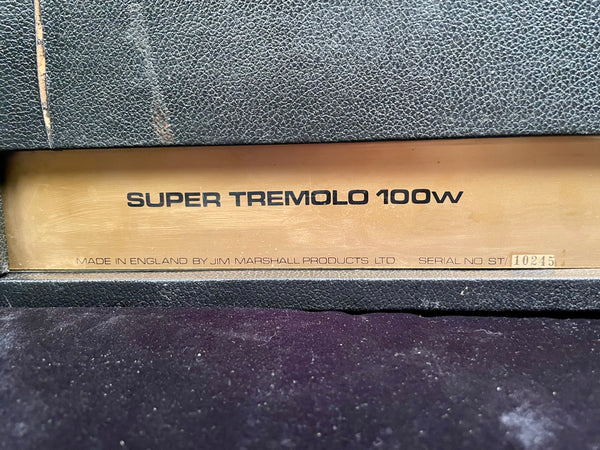 SUPER TREMOLO 100w
MADE IN ENGLAND BY JIM MARSHALL PRODUCTS LTD SERIAL NO. ST/ 10245